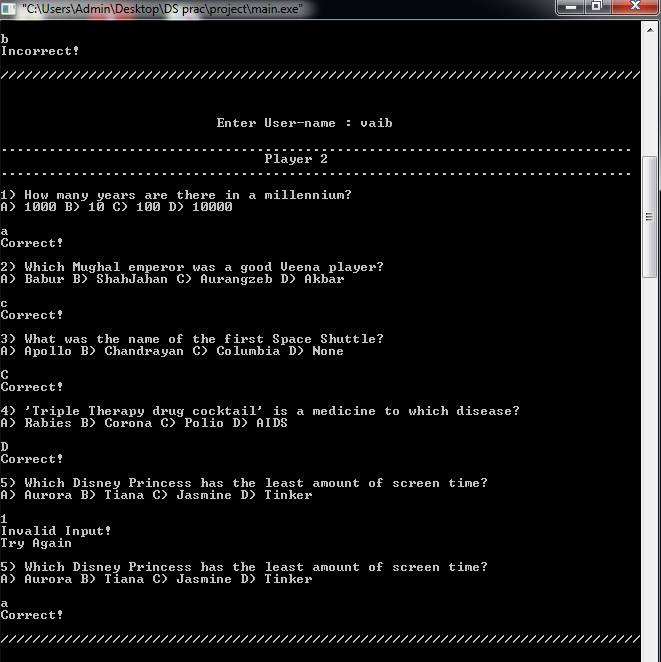 "C:\Users\Admin\Desktop\DS prac\project\main.exe"
b
Incorrect!
////////////////////////////////////////////////////////////////////////////////
Enter User-name : vaib
-------------------------------------------------------------------------------
Player 2
-------------------------------------------------------------------------------
1) How many years are there in a millennium?
A) 1000 B) 10 C) 100 D) 10000
a
Correct!
2) Which Mughal emperor was a good Veena player?
A) Babur B) ShahJahan C) Aurangzeb D) Akbar
c
Correct!
3) What was the name of the first Space Shuttle?
A) Apollo B) Chandrayan C) Columbia D) None
C
Correct!
4) 'Triple Therapy drug cocktail' is a medicine to which disease?
A) Rabies B) Corona C) Polio D) AIDS
D
Correct!
5) Which Disney Princess has the least amount of screen time?
A) Aurora B) Tiana C) Jasmine D) Tinker
1
Invalid Input!
Try Again
5) Which Disney Princess has the least amount of screen time?
A) Aurora B) Tiana C) Jasmine D) Tinker
a
Correct!
////////////////////////////////////////////////////////////////////////////////